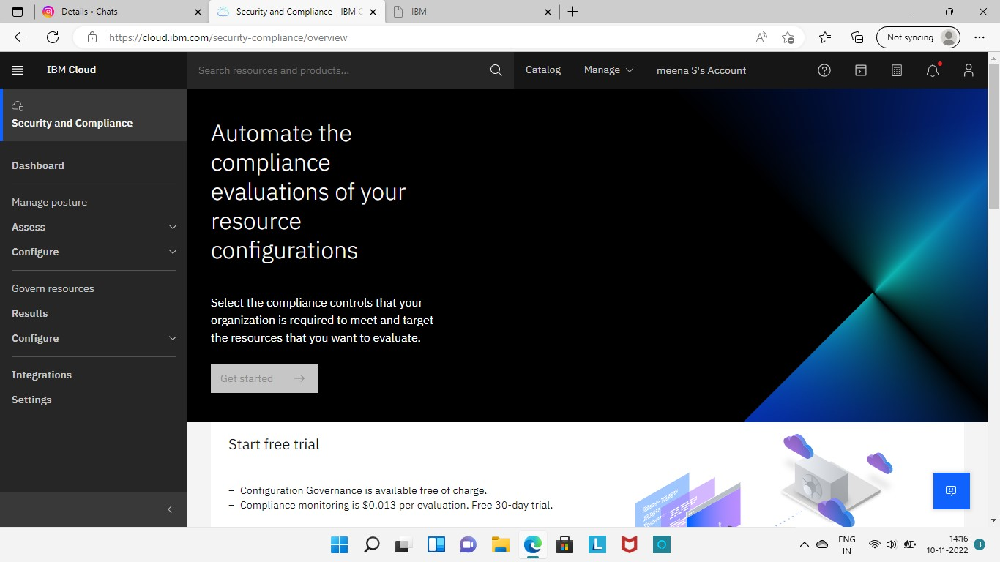 Details • Chats
Security and Compliance - IBM C
IBM
https://cloud.ibm.com/security-compliance/overview
Not syncing
IBM Cloud
Search resources and products...
Catalog
Manage
meena S's Account
Security and Compliance
Dashboard
Manage posture
Assess
Configure
Govern resources
Results
Configure
Integrations
Settings
Automate the
compliance
evaluations of your
resource
configurations
Select the compliance controls that your
organization is required to meet and target
the resources that you want to evaluate.
Get started
Start free trial
– Configuration Governance is available free of charge.
– Compliance monitoring is $0.013 per evaluation. Free 30-day trial.
ENG
IN
14:16
10-11-2022
3